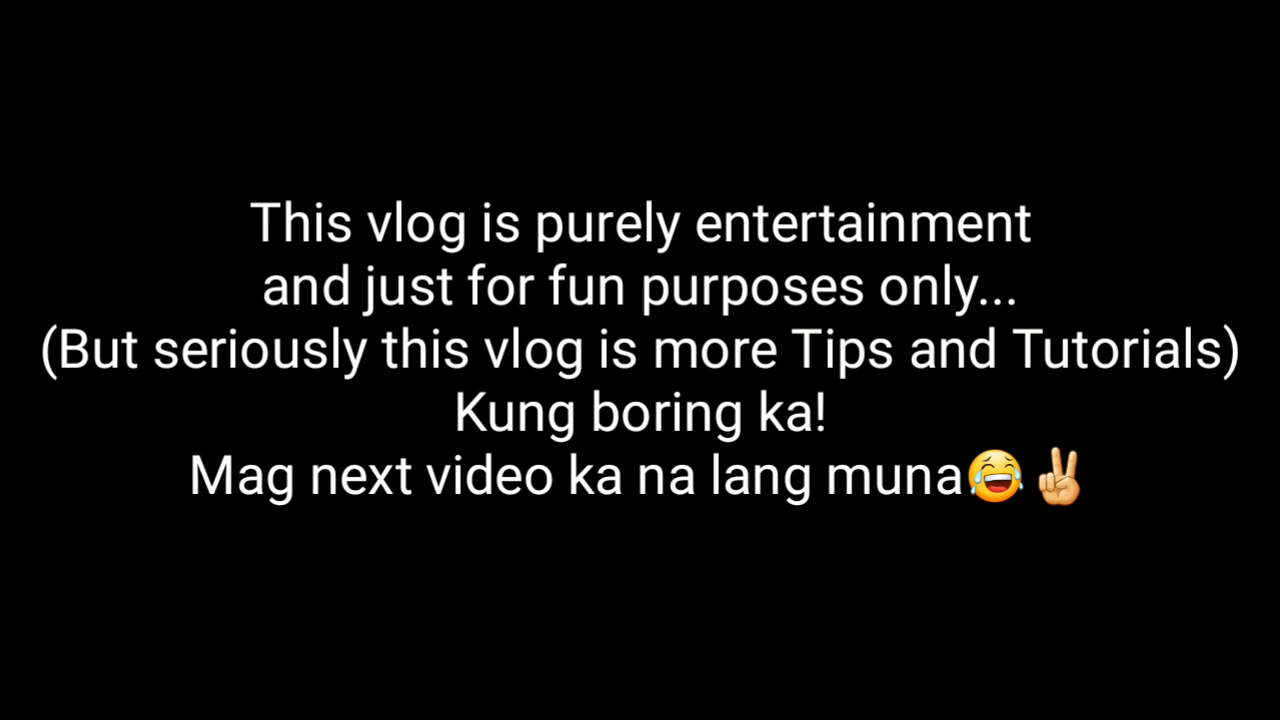 This vlog is purely entertainment
and just for fun purposes only...
(But seriously this vlog is more Tips and Tutorials)
Kung boring ka!
Mag next video ka na lang muna😂✌